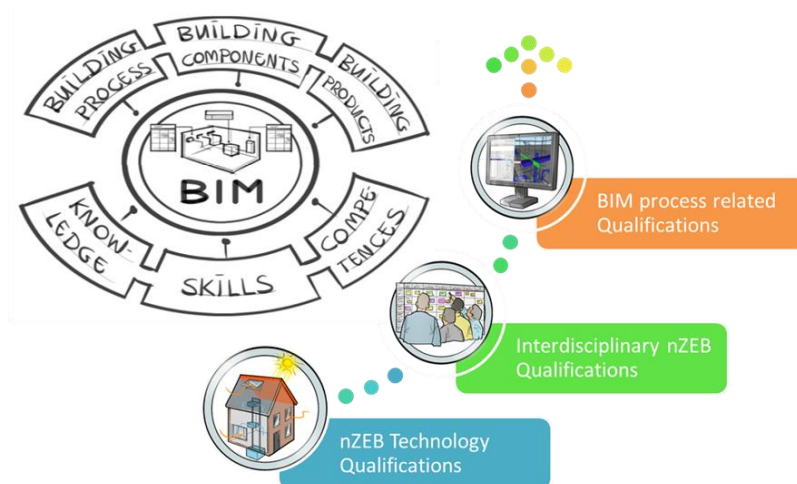 BUILDING
PROCESS
BUILDING
COMPONENTS
BUILDING
PRODUCTS
BIM
KNOW-
LEDGE
SKILLS
COMPE-
TENCES
BIM process related
Qualifications
Interdisciplinary nZEB
Qualifications
nZEB Technology
Qualifications